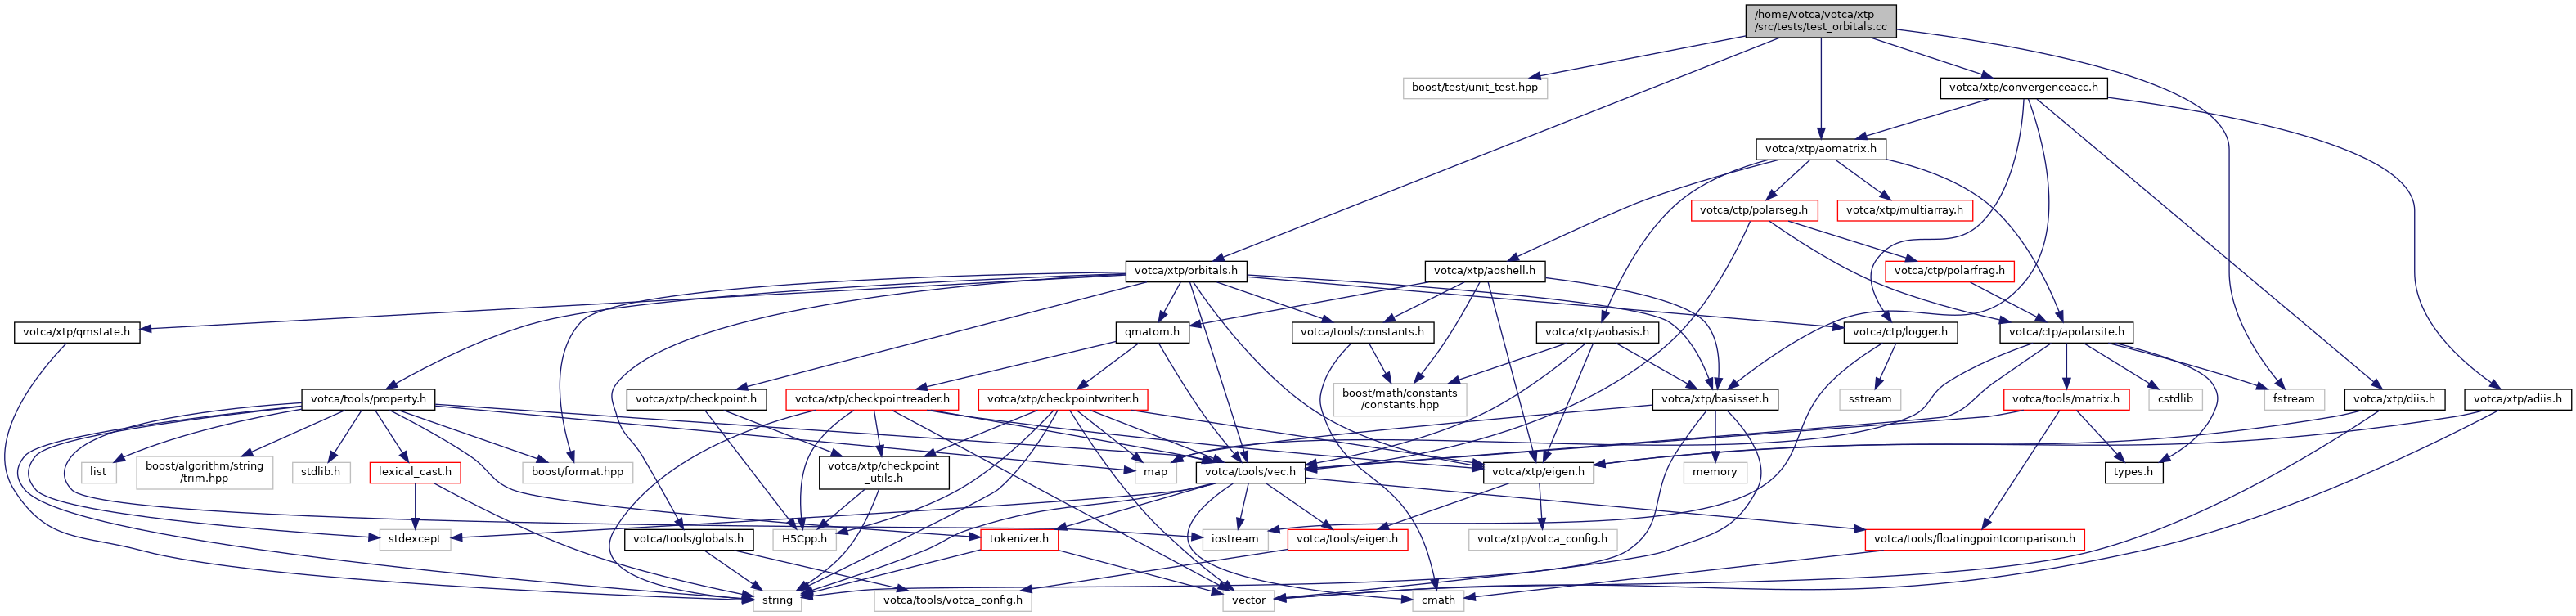 /home/votca/votca/xtp
/src/tests/test_orbitals.cc
boost/test/unit_test.hpp
votca/xtp/convergenceacc.h
votca/xtp/aomatrix.h
votca/ctp/polarseg.h
votca/xtp/multiarray.h
votca/xtp/orbitals.h
votca/xtp/aoshell.h
votca/ctp/polarfrag.h
votca/xtp/qmstate.h
qmatom.h
votca/tools/constants.h
votca/xtp/aobasis.h
votca/ctp/logger.h
votca/ctp/apolarsite.h
votca/tools/property.h
votca/xtp/checkpoint.h
votca/xtp/checkpointreader.h
votca/xtp/checkpointwriter.h
boost/math/constants
/constants.hpp
votca/xtp/basisset.h
sstream
votca/tools/matrix.h
cstdlib
fstream
votca/xtp/diis.h
votca/xtp/adiis.h
list
boost/algorithm/string
/trim.hpp
stdlib.h
lexical_cast.h
boost/format.hpp
votca/xtp/checkpoint
_utils.h
map
votca/tools/vec.h
votca/xtp/eigen.h
memory
types.h
stdexcept
votca/tools/globals.h
H5Cpp.h
tokenizer.h
iostream
votca/tools/eigen.h
votca/xtp/votca_config.h
votca/tools/floatingpointcomparison.h
string
votca/tools/votca_config.h
vector
cmath